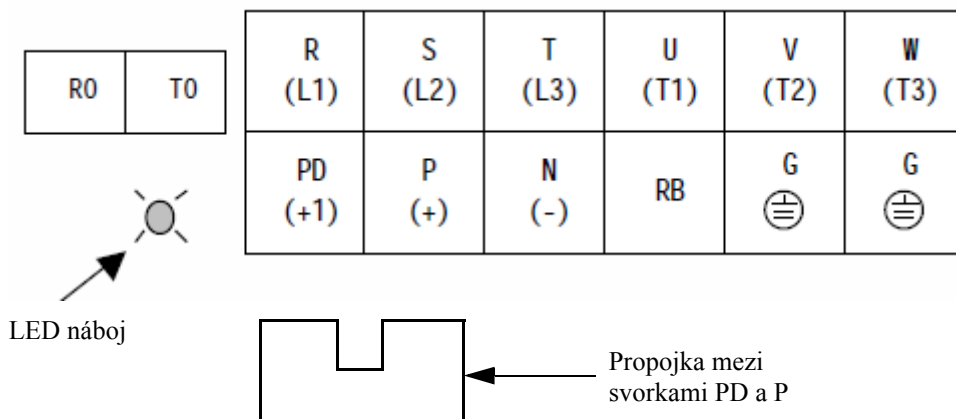 R0 T0
R S T U V W
(L1) (L2) (L3) (T1) (T2) (T3)
PD P N RB G G
(+1) (+) (-)
LED náboj
Propojka mezi
svorkami PD a P